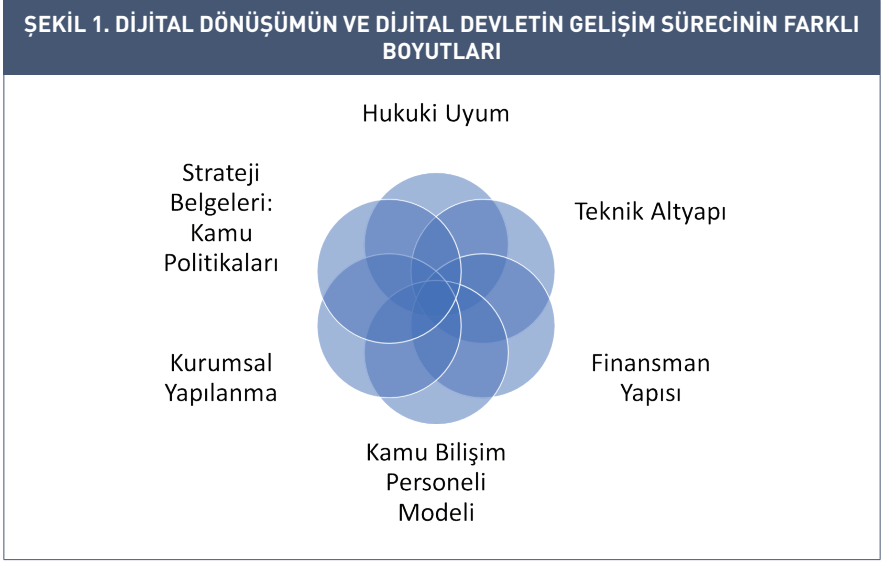 ŞEKİL 1. DİJİTAL DÖNÜŞÜMÜN VE DİJİTAL DEVLETİN GELİŞİM SÜRECİNİN FARKLI
BOYUTLARI
Hukuki Uyum
Teknik Altyapı
Finansman
Yapısı
Kamu Bilişim
Personeli
Modeli
Kurumsal
Yapılanma
Strateji
Belgeleri:
Kamu
Politikaları